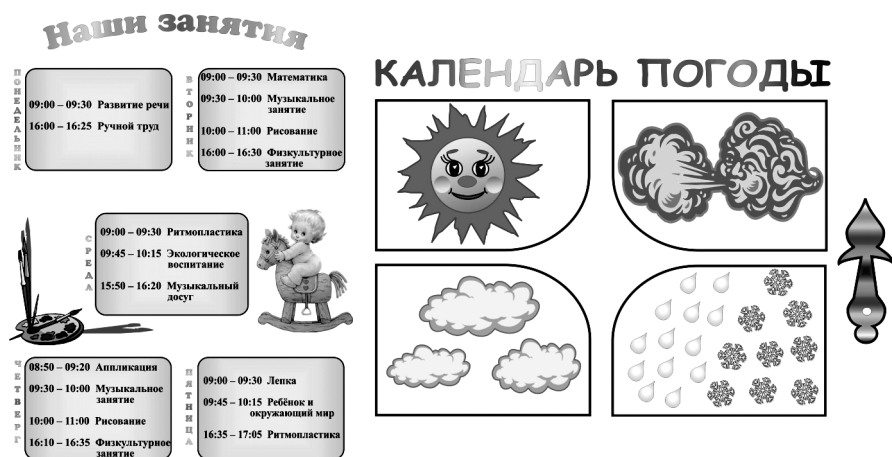 Наши занятия
ПОНЕДЕЛЬНИК
09:00 – 09:30 Развитие речи
16:00 – 16:25 Ручной труд
ВТОРНИК
09:00 – 09:30 Математика
09:30 – 10:00 Музыкальное
занятие
10:00 – 11:00 Рисование
16:00 – 16:30 Физкультурное
занятие
СРЕДА
09:00 – 09:30 Ритмопластика
09:45 – 10:15 Экологическое
воспитание
15:50 – 16:20 Музыкальный
досуг
ЧЕТВЕРГ
08:50 – 09:20 Аппликация
09:30 – 10:00 Музыкальное
занятие
10:00 – 11:00 Рисование
16:10 – 16:35 Физкультурное
занятие
ПЯТНИЦА
09:00 – 09:30 Лепка
09:45 – 10:15 Ребёнок и
окружающий мир
16:35 – 17:05 Ритмопластика
КАЛЕНДАРЬ ПОГОДЫ